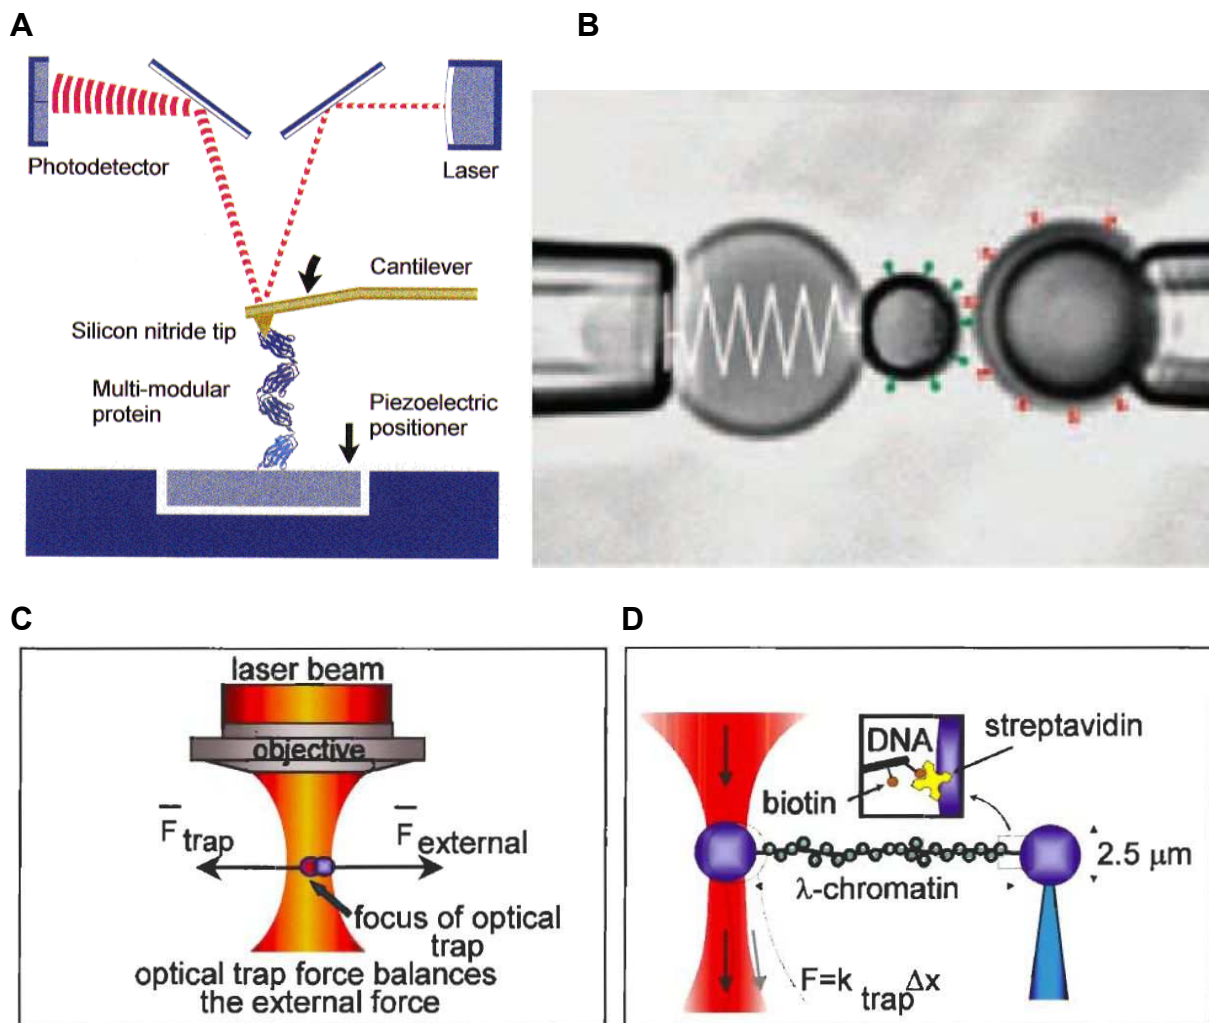 A
Photodetector
Laser
Cantilever
Silicon nitride tip
Multi-modular
protein
Piezoelectric
positioner
B
C
laser beam
objective
F trap
F external
focus of optical
trap
optical trap force balances
the external force
D
DNA
streptavidin
biotin
2.5 μm
λ-chromatin
F=k trap Δx